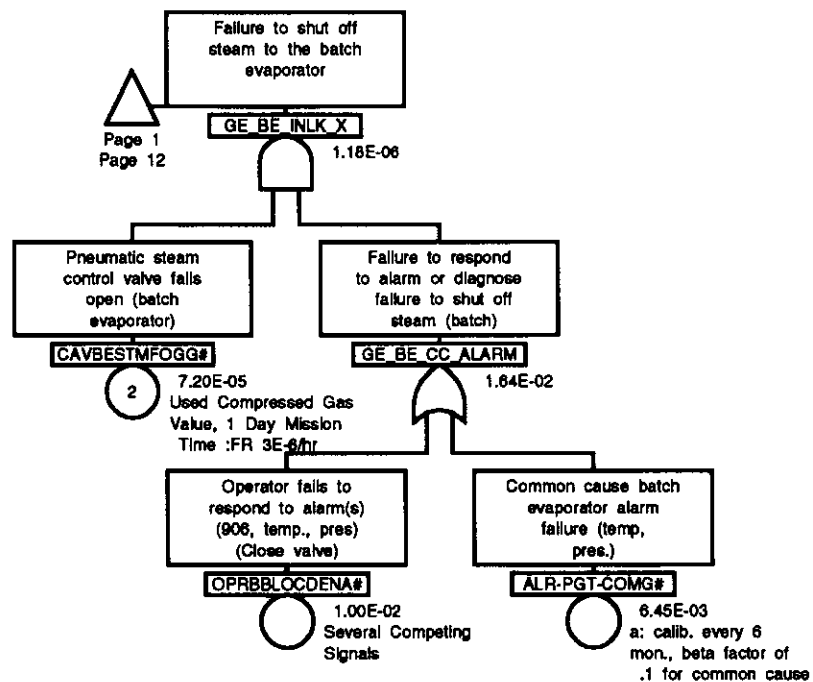 Failure to shut off
steam to the batch
evaporator
GE_BE_INLK_X
1.18E-06
Page 1
Page 12
Pneumatic steam
control valve fails
open (batch
evaporator)
CAVBESTMFOGG#
2
7.20E-05
Used Compressed Gas
Value, 1 Day Mission
Time :FR 3E-6/hr
Failure to respond
to alarm or diagnose
failure to shut off
steam (batch)
GE_BE_CC_ALARM
1.64E-02
Operator fails to
respond to alarm(s)
(906, temp., pres)
(Close valve)
OPRBBLOCDENA#
1.00E-02
Several Competing
Signals
Common cause batch
evaporator alarm
failure (temp,
pres.)
ALR-PGT-COMG#
6.45E-03
a: calib. every 6
mon., beta factor of
.1 for common cause